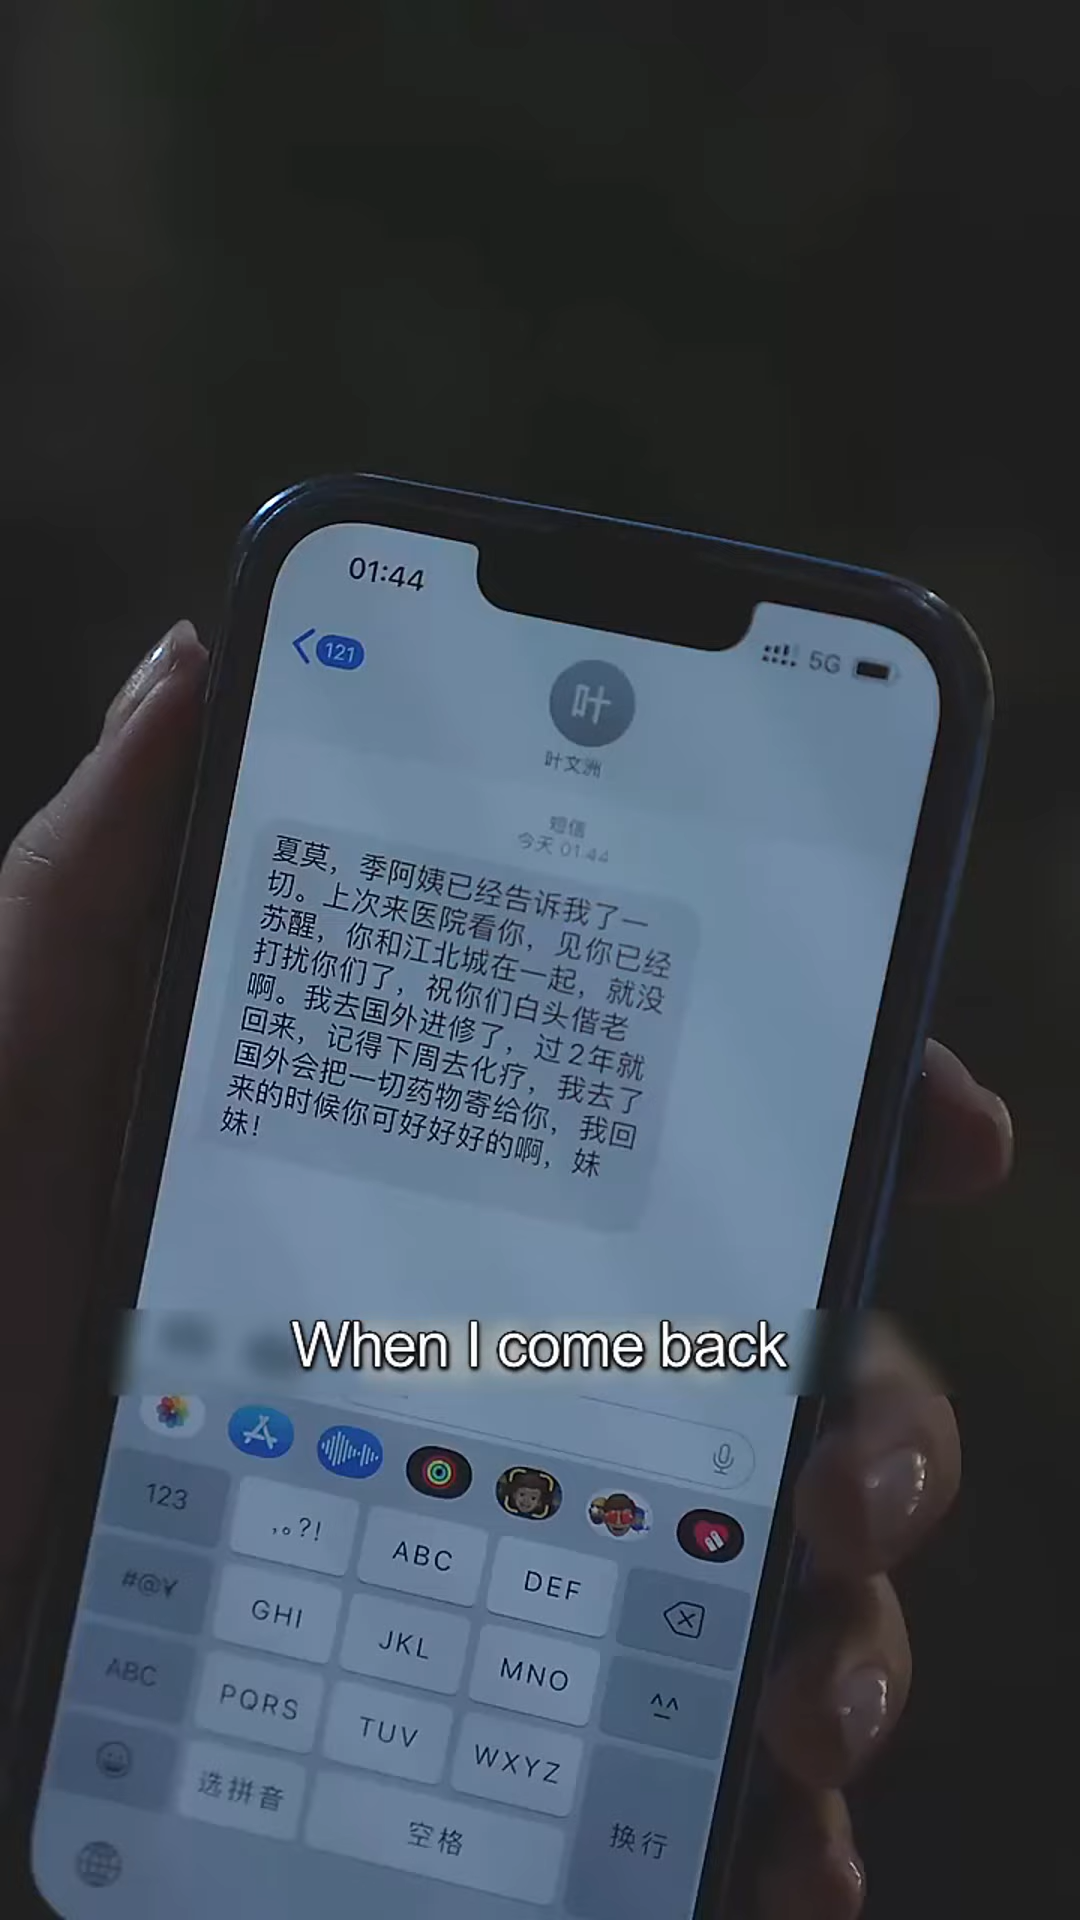 01:44
5G
121
叶
叶文洲
短信
今天 01:44
夏莫，季阿姨已经告诉我了一
切。上次来医院看你，见你已经
苏醒，你和江北城在一起，就没
打扰你们了，祝你们白头偕老
啊。我去国外进修了，过2年就
回来，记得下周去化疗，我去了
国外会把一切药物寄给你，我回
来的时候你可好好好的啊，妹
妹！
When I come back
123
,。?!
ABC
DEF
#@¥
GHI
JKL
MNO
^^
ABC
PQRS
TUV
WXYZ
选拼音
空格
换行